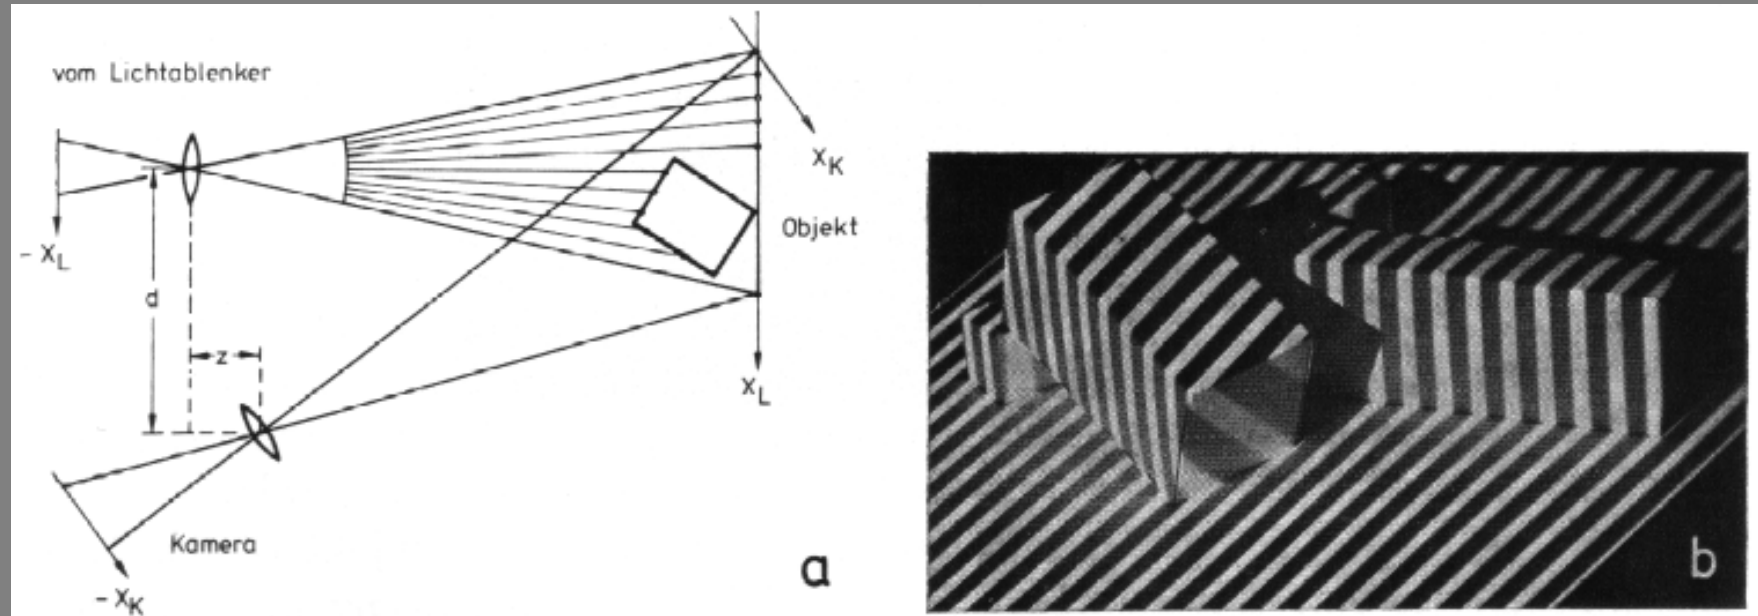 vom Lichtablenker
- X_L
d
z
Kamera
- X_K
X_K
Objekt
X_L
a
b